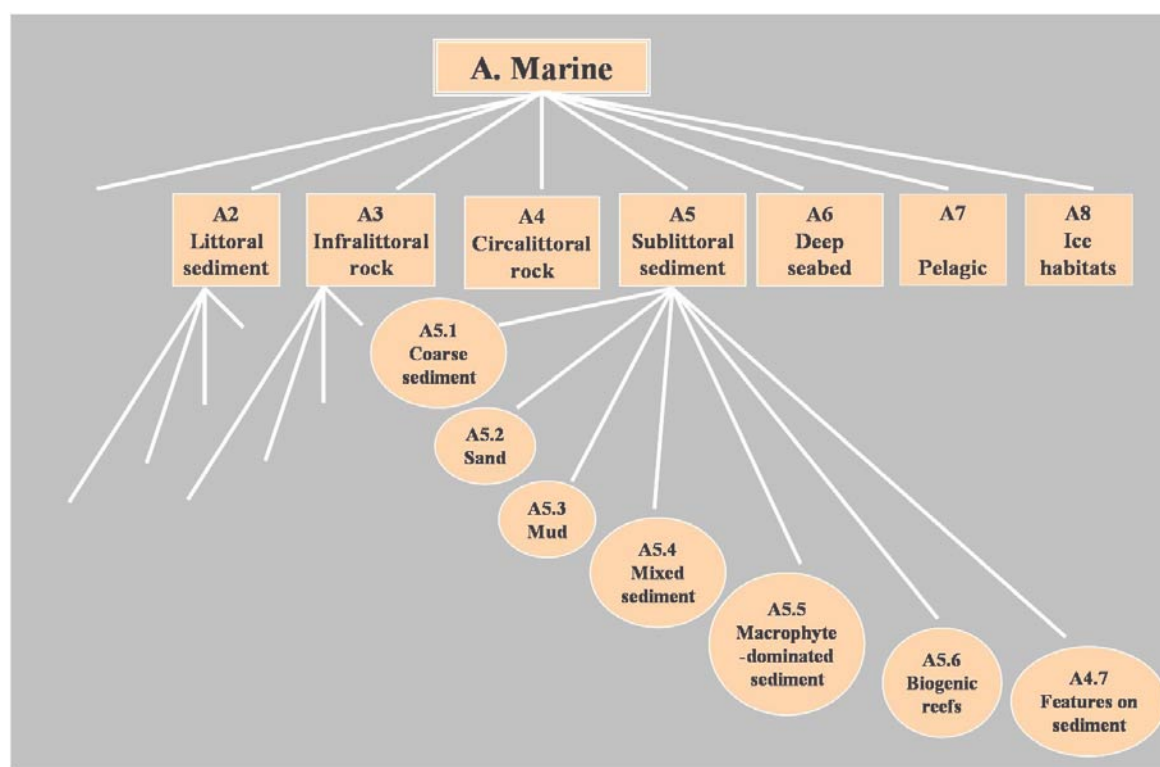 A. Marine
A2
Littoral
sediment
A3
Infralittoral
rock
A4
Circalittoral
rock
A5
Sublittoral
sediment
A6
Deep
seabed
A7
Pelagic
A8
Ice
habitats
A5.1
Coarse
sediment
A5.2
Sand
A5.3
Mud
A5.4
Mixed
sediment
A5.5
Macrophyte
-dominated
sediment
A5.6
Biogenic
reefs
A4.7
Features on
sediment